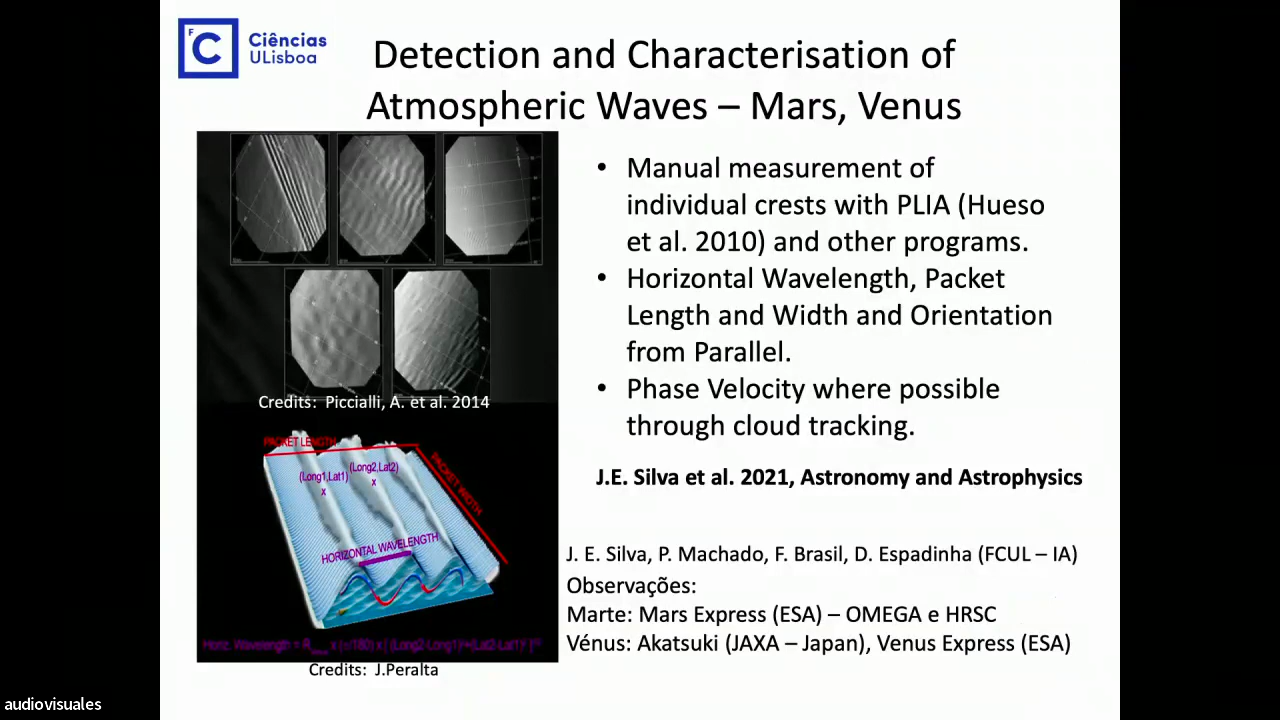 F
C
Ciências
ULisboa
Detection and Characterisation of
Atmospheric Waves – Mars, Venus
Credits: Piccialli, A. et al. 2014
PACKET LENGTH
PACKET WIDTH
(Long1,Lat1)
x
(Long2,Lat2)
x
HORIZONTAL WAVELENGTH
Horiz. Wavelength = R
Credits: J.Peralta
• Manual measurement of
individual crests with PLIA (Hueso
et al. 2010) and other programs.
• Horizontal Wavelength, Packet
Length and Width and Orientation
from Parallel.
• Phase Velocity where possible
through cloud tracking.
J.E. Silva et al. 2021, Astronomy and Astrophysics
J. E. Silva, P. Machado, F. Brasil, D. Espadinha (FCUL – IA)
Observações:
Marte: Mars Express (ESA) – OMEGA e HRSC
Vénus: Akatsuki (JAXA – Japan), Venus Express (ESA)
audiovisuales